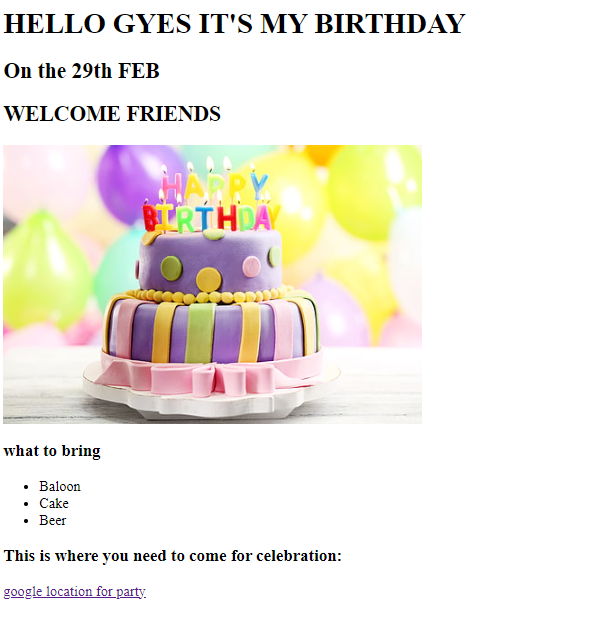 HELLO GYES IT'S MY BIRTHDAY
On the 29th FEB
WELCOME FRIENDS
HAPPY
BIRTHDAY
what to bring
Baloon
Cake
Beer
This is where you need to come for celebration:
google location for party